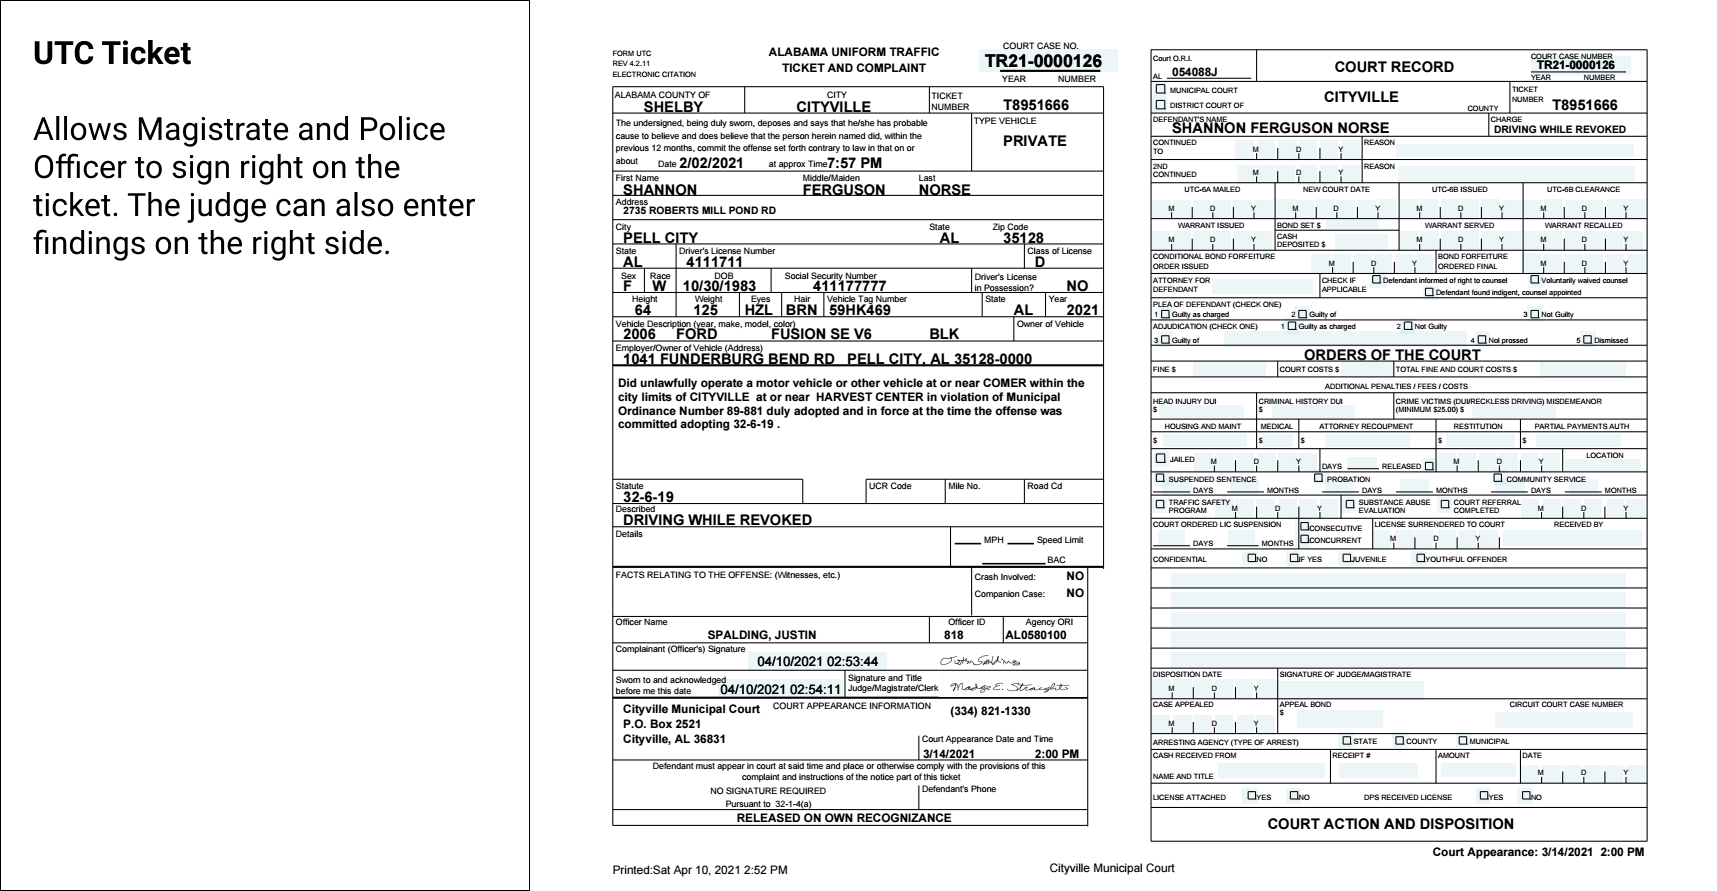 UTC Ticket
Allows Magistrate and Police
Officer to sign right on the
ticket. The judge can also enter
findings on the right side.
FORM UTC
REV 4.2.11
ELECTRONIC CITATION
ALABAMA UNIFORM TRAFFIC
TICKET AND COMPLAINT
COURT CASE NO.
TR21-0000126
YEAR NUMBER
ALABAMA COUNTY OF
SHELBY
CITY
CITYVILLE
TICKET
NUMBER T8951666
The undersigned, being duly sworn, deposes and says that he/she has probable
cause to believe and does believe that the person herein named did, within the
previous 12 months, commit the offense set forth contrary to law in that on or
about Date 2/02/2021 at approx Time 7:57 PM
TYPE VEHICLE
PRIVATE
First Name Middle/Maiden Last
SHANNON FERGUSON NORSE
Address
2735 ROBERTS MILL POND RD
City State Zip Code
PELL CITY AL 35128
State Driver's License Number Class of License
AL 4111711 D
Sex Race DOB Social Security Number Driver's License
in Possession? NO
F W 10/30/1983 411177777
Height Weight Eyes Hair Vehicle Tag Number State Year
64 125 HZL BRN 59HK469 AL 2021
Vehicle Description (year, make, model, color) Owner of Vehicle
2006 FORD FUSION SE V6 BLK
Employer/Owner of Vehicle (Address)
1041 FUNDERBURG BEND RD PELL CITY, AL 35128-0000
Did unlawfully operate a motor vehicle or other vehicle at or near COMER within the
city limits of CITYVILLE at or near HARVEST CENTER in violation of Municipal
Ordinance Number 89-881 duly adopted and in force at the time the offense was
committed adopting 32-6-19 .
Statute UCR Code Mile No. Road Cd
32-6-19
Described
DRIVING WHILE REVOKED
Details
MPH Speed Limit
BAC
FACTS RELATING TO THE OFFENSE: (Witnesses, etc.)
Crash Involved: NO
Companion Case: NO
Officer Name Officer ID Agency ORI
SPALDING, JUSTIN 818 AL0580100
Complainant (Officer's) Signature
04/10/2021 02:53:44 Justin Spalding
Sworn to and acknowledged
before me this date 04/10/2021 02:54:11
Signature and Title
Judge/Magistrate/Clerk Madge E. Straights
Cityville Municipal Court COURT APPEARANCE INFORMATION (334) 821-1330
P.O. Box 2521
Cityville, AL 36831
Court Appearance Date and Time
3/14/2021 2:00 PM
Defendant must appear in court at said time and place or otherwise comply with the provisions of this
complaint and instructions of the notice part of this ticket
NO SIGNATURE REQUIRED
Pursuant to 32-1-4(a)
Defendant's Phone
RELEASED ON OWN RECOGNIZANCE
Printed:Sat Apr 10, 2021 2:52 PM
Court O.R.I.
AL 054088J
COURT RECORD
COURT CASE NUMBER
TR21-0000126
YEAR NUMBER
MUNICIPAL COURT
DISTRICT COURT OF
CITYVILLE
COUNTY
TICKET
NUMBER T8951666
DEFENDANT'S NAME
SHANNON FERGUSON NORSE
CHARGE
DRIVING WHILE REVOKED
CONTINUED
TO M D Y REASON
2ND
CONTINUED M D Y REASON
UTC-6A MAILED NEW COURT DATE UTC-6B ISSUED UTC-6B CLEARANCE
M D Y M D Y M D Y M D Y
WARRANT ISSUED BOND SET $ WARRANT SERVED WARRANT RECALLED
M D Y CASH
DEPOSITED $ M D Y M D Y
CONDITIONAL BOND FORFEITURE
ORDER ISSUED M D Y
BOND FORFEITURE
ORDERED FINAL M D Y
ATTORNEY FOR
DEFENDANT
CHECK IF
APPLICABLE
Defendant informed of right to counsel Voluntarily waived counsel
Defendant found indigent, counsel appointed
PLEA OF DEFENDANT (CHECK ONE)
1 Guilty as charged 2 Guilty of 3 Not Guilty
ADJUDICATION (CHECK ONE) 1 Guilty as charged 2 Not Guilty
3 Guilty of 4 Nol prossed 5 Dismissed
ORDERS OF THE COURT
FINE $ COURT COSTS $ TOTAL FINE AND COURT COSTS $
ADDITIONAL PENALTIES / FEES / COSTS
HEAD INJURY DUI
$
CRIMINAL HISTORY DUI
$
CRIME VICTIMS (DUI/RECKLESS DRIVING) MISDEMEANOR
(MINIMUM $25.00) $
HOUSING AND MAINT MEDICAL ATTORNEY RECOUPMENT RESTITUTION PARTIAL PAYMENTS AUTH
$ $ $ $ $
JAILED M D Y DAYS RELEASED M D Y LOCATION
SUSPENDED SENTENCE PROBATION COMMUNITY SERVICE
DAYS MONTHS DAYS MONTHS DAYS MONTHS
TRAFFIC SAFETY
PROGRAM M D Y
SUBSTANCE ABUSE
EVALUATION
COURT REFERRAL
COMPLETED M D Y
COURT ORDERED LIC SUSPENSION
DAYS MONTHS
CONSECUTIVE
CONCURRENT
LICENSE SURRENDERED TO COURT RECEIVED BY
M D Y
CONFIDENTIAL NO IF YES JUVENILE YOUTHFUL OFFENDER
DISPOSITION DATE SIGNATURE OF JUDGE/MAGISTRATE
M D Y
CASE APPEALED APPEAL BOND CIRCUIT COURT CASE NUMBER
M D Y $
ARRESTING AGENCY (TYPE OF ARREST) STATE COUNTY MUNICIPAL
CASH RECEIVED FROM RECEIPT # AMOUNT DATE
NAME AND TITLE M D Y
LICENSE ATTACHED YES NO DPS RECEIVED LICENSE YES NO
COURT ACTION AND DISPOSITION
Court Appearance: 3/14/2021 2:00 PM
Cityville Municipal Court